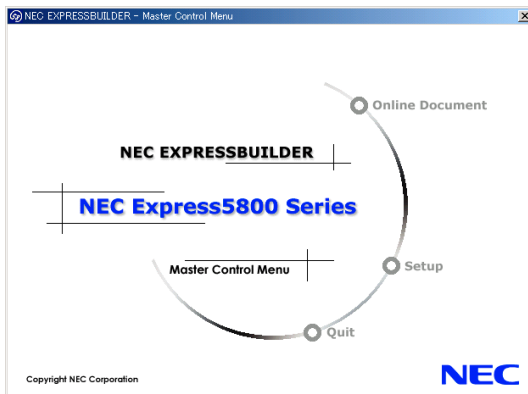 NEC EXPRESSBUILDER - Master Control Menu
Online Document
NEC EXPRESSBUILDER
NEC Express5800 Series
Master Control Menu
Setup
Quit
Copyright NEC Corporation
NEC